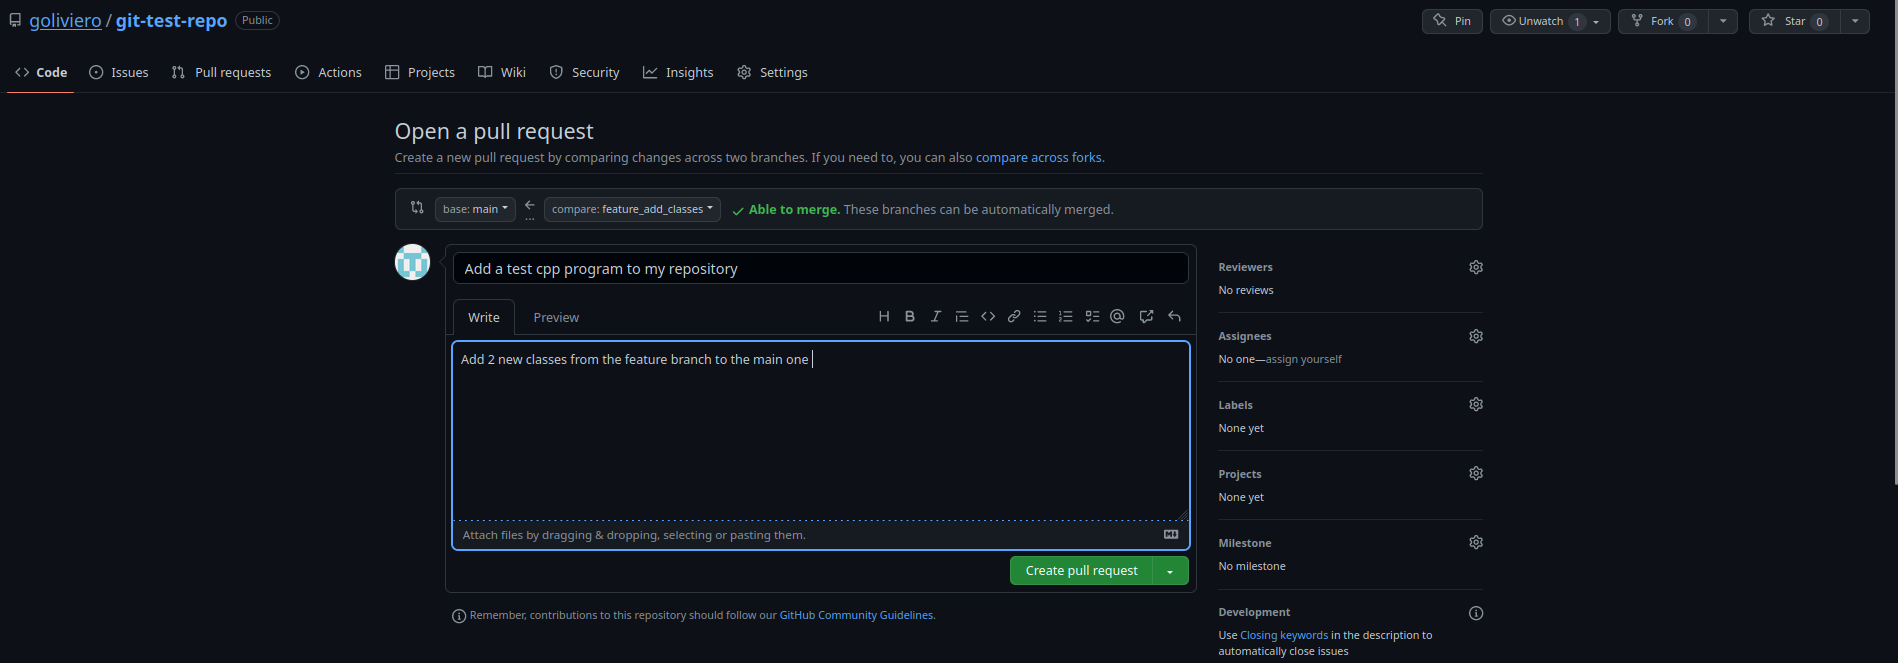 goliviero / git-test-repo Public
Pin Unwatch 1 Fork 0 Star 0
Code Issues Pull requests Actions Projects Wiki Security Insights Settings
Open a pull request
Create a new pull request by comparing changes across two branches. If you need to, you can also compare across forks.
base: main ← ... compare: feature_add_classes ✓ Able to merge. These branches can be automatically merged.
Add a test cpp program to my repository
Write Preview H B I @
Add 2 new classes from the feature branch to the main one
Attach files by dragging & dropping, selecting or pasting them.
Create pull request
Remember, contributions to this repository should follow our GitHub Community Guidelines.
Reviewers
No reviews
Assignees
No one—assign yourself
Labels
None yet
Projects
None yet
Milestone
No milestone
Development
Use Closing keywords in the description to
automatically close issues